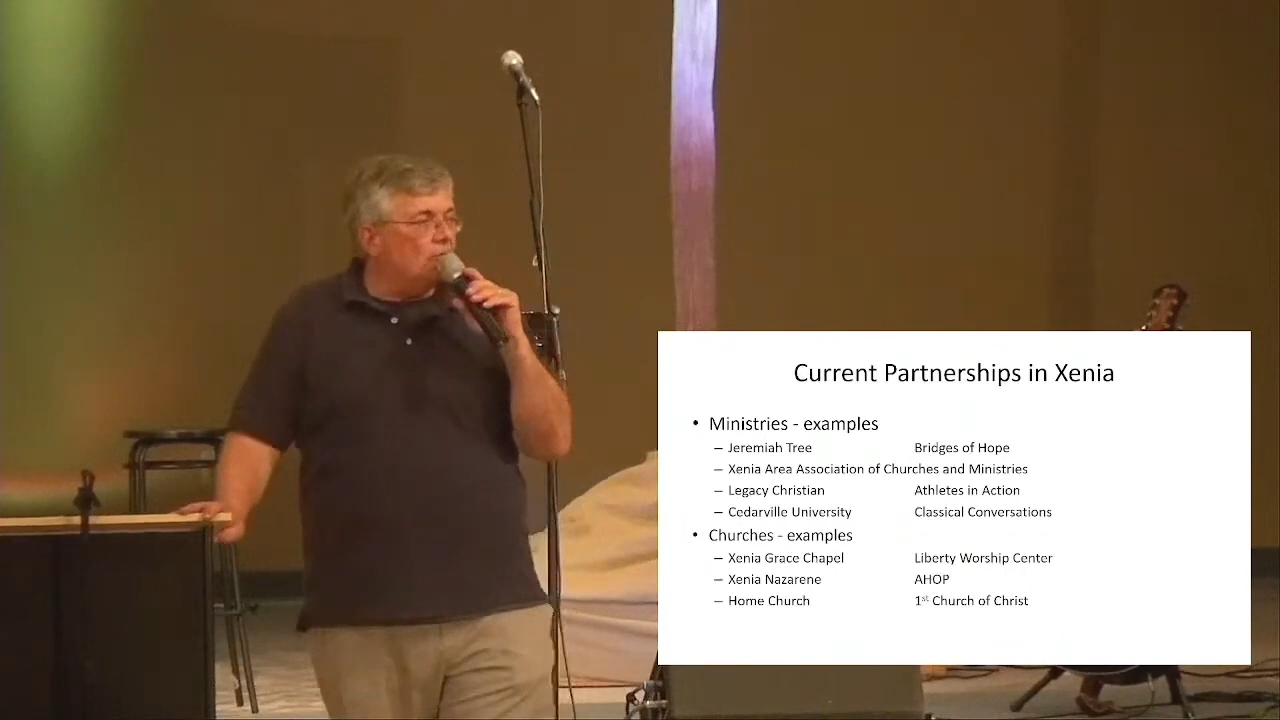 Current Partnerships in Xenia
• Ministries - examples
– Jeremiah Tree Bridges of Hope
– Xenia Area Association of Churches and Ministries
– Legacy Christian Athletes in Action
– Cedarville University Classical Conversations
• Churches - examples
– Xenia Grace Chapel Liberty Worship Center
– Xenia Nazarene AHOP
– Home Church 1st Church of Christ